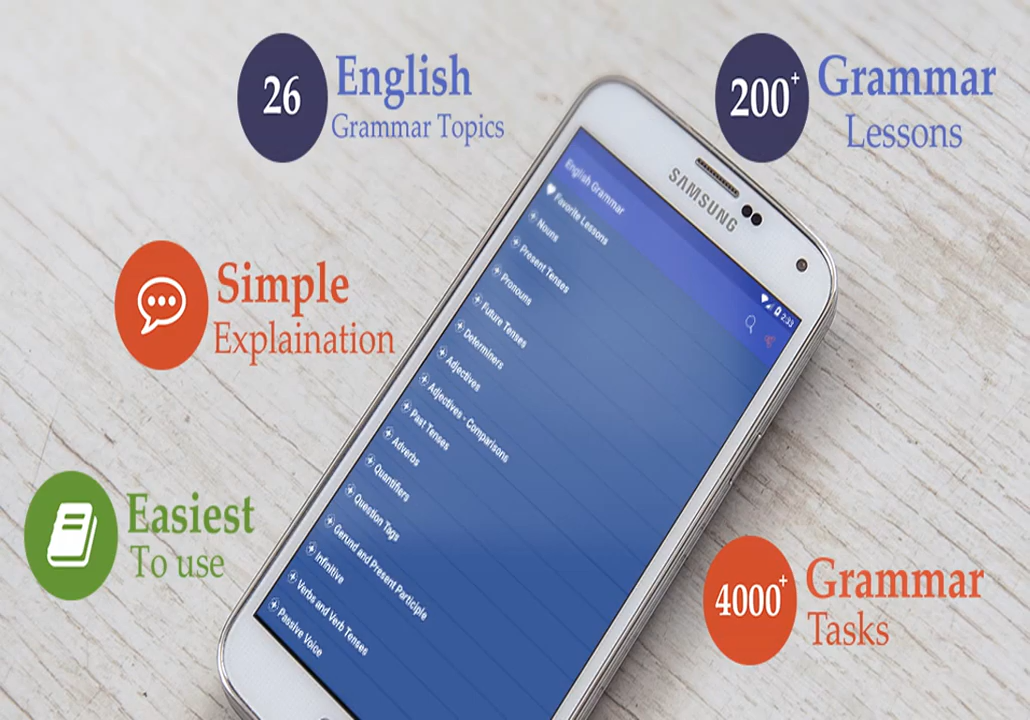 26
English
Grammar Topics
200+
Grammar
Lessons
Simple
Explaination
Easiest
To use
4000+
Grammar
Tasks
SAMSUNG
2:33
English Grammar
Favorite Lessons
Nouns
Present Tenses
Pronouns
Future Tenses
Determiners
Adjectives
Adjectives - Comparisons
Past Tenses
Adverbs
Quantifiers
Question Tags
Gerund and Present Participle
Infinitive
Verbs and Verb Tenses
Passive Voice